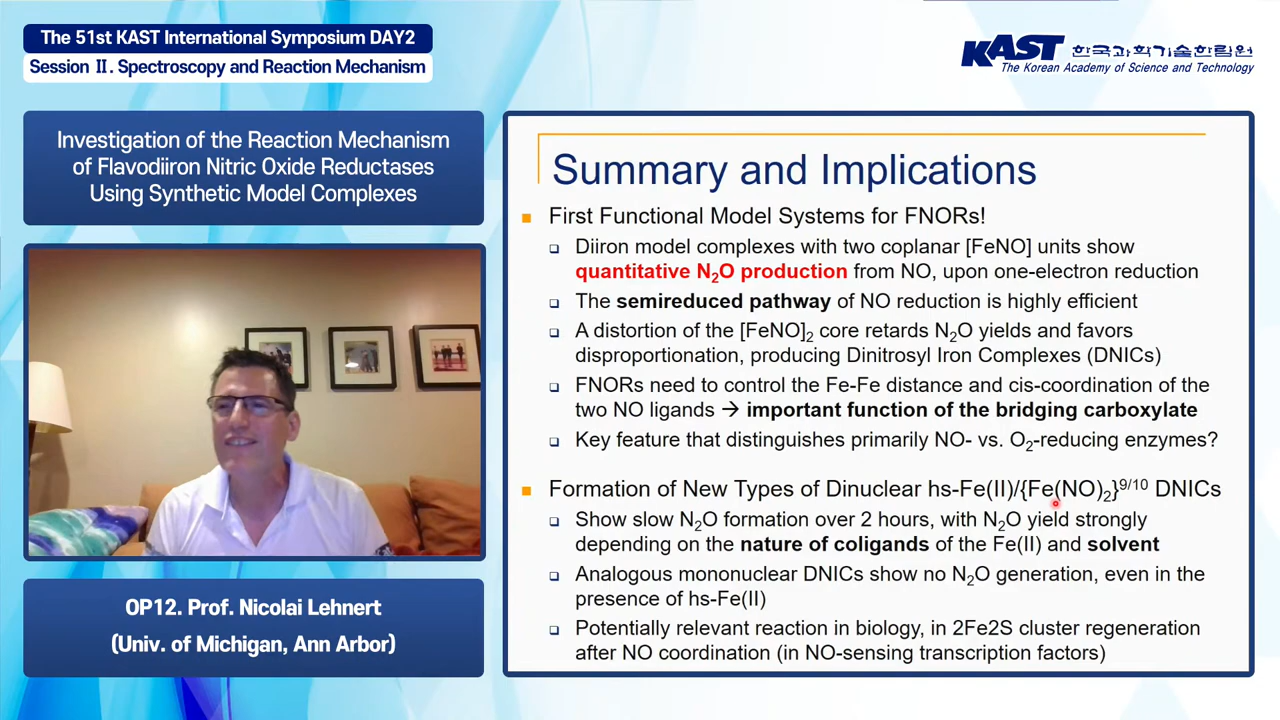 The 51st KAST International Symposium DAY2
Session Ⅱ. Spectroscopy and Reaction Mechanism
KAST 한국과학기술한림원
The Korean Academy of Science and Technology
Investigation of the Reaction Mechanism
of Flavodiiron Nitric Oxide Reductases
Using Synthetic Model Complexes
OP12. Prof. Nicolai Lehnert
(Univ. of Michigan, Ann Arbor)
Summary and Implications
First Functional Model Systems for FNORs!
Diiron model complexes with two coplanar [FeNO] units show
quantitative N₂O production from NO, upon one-electron reduction
The semireduced pathway of NO reduction is highly efficient
A distortion of the [FeNO]₂ core retards N₂O yields and favors
disproportionation, producing Dinitrosyl Iron Complexes (DNICs)
FNORs need to control the Fe-Fe distance and cis-coordination of the
two NO ligands → important function of the bridging carboxylate
Key feature that distinguishes primarily NO- vs. O₂-reducing enzymes?
Formation of New Types of Dinuclear hs-Fe(II)/{Fe(NO)₂}⁹/¹⁰ DNICs
Show slow N₂O formation over 2 hours, with N₂O yield strongly
depending on the nature of coligands of the Fe(II) and solvent
Analogous mononuclear DNICs show no N₂O generation, even in the
presence of hs-Fe(II)
Potentially relevant reaction in biology, in 2Fe2S cluster regeneration
after NO coordination (in NO-sensing transcription factors)